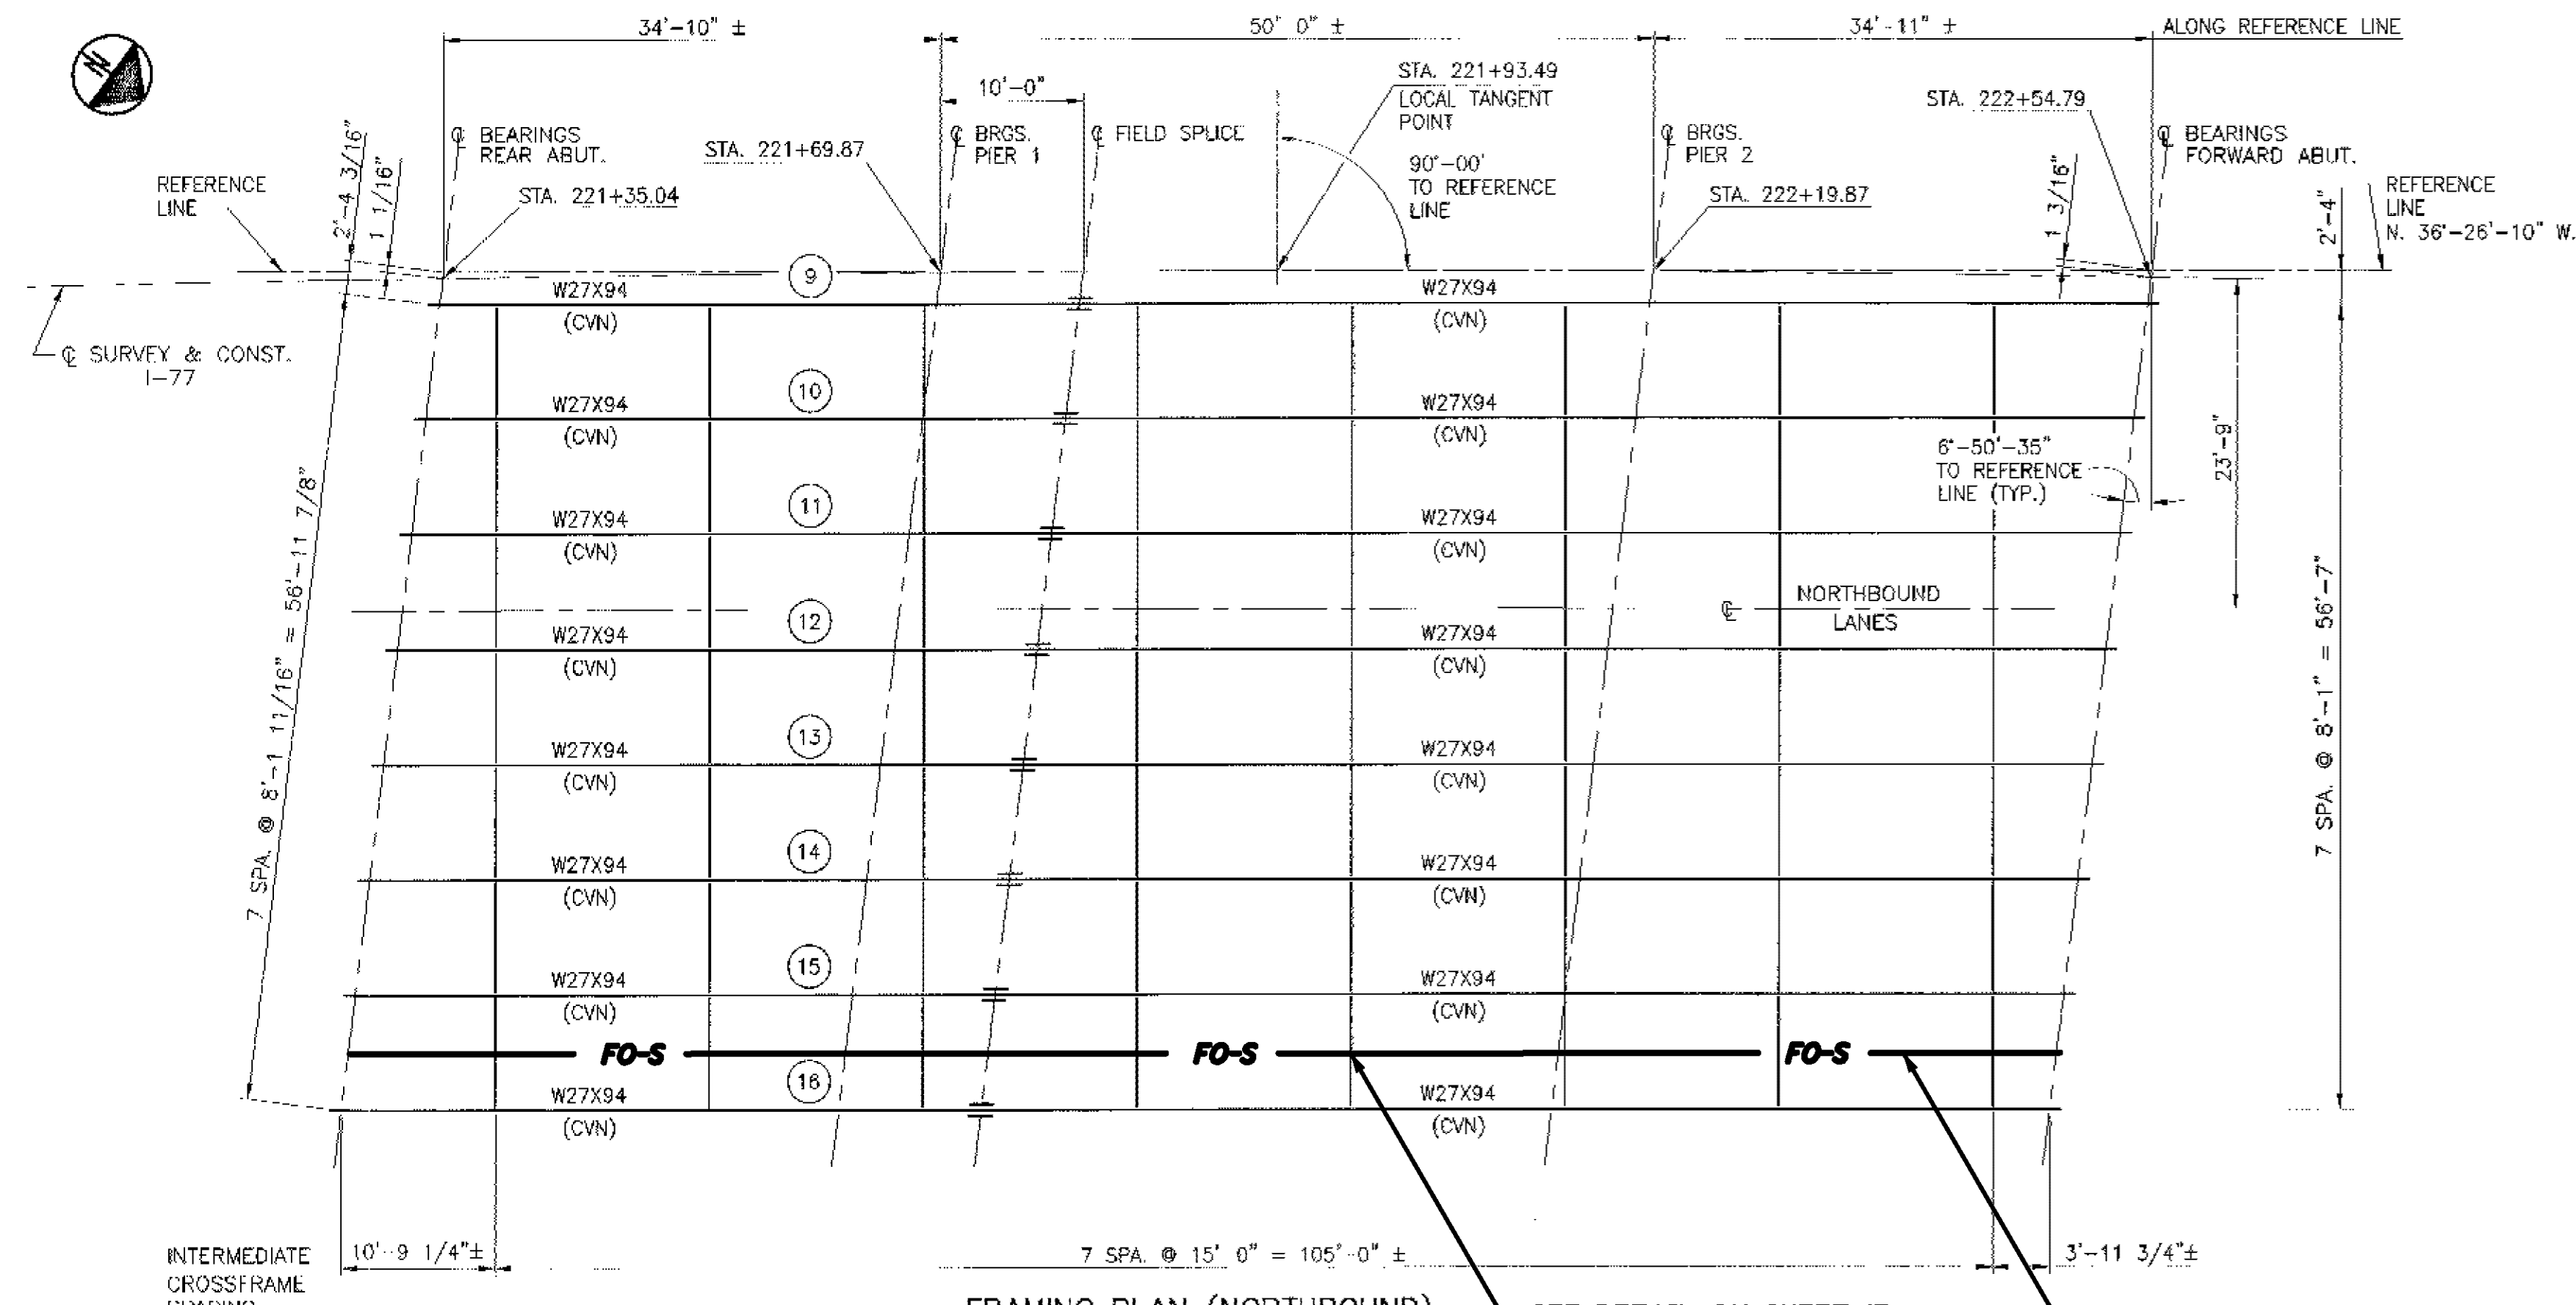 34'-10" ±
50' 0" ±
34'-11" ±
ALONG REFERENCE LINE
N
10'-0"
STA. 221+93.49
LOCAL TANGENT
POINT
STA. 222+54.79
2'-4 3/16"
1 1/16"
℄ BEARINGS
REAR ABUT.
STA. 221+69.87
℄ BRGS.
PIER 1
℄ FIELD SPLICE
90°-00'
TO REFERENCE
LINE
℄ BRGS.
PIER 2
1 3/16"
℄ BEARINGS
FORWARD ABUT.
REFERENCE
LINE
STA. 221+35.04
STA. 222+19.87
2'-4"
REFERENCE
LINE
N. 36°-26'-10" W.
9
W27X94
(CVN)
W27X94
(CVN)
℄ SURVEY & CONST.
I-77
10
W27X94
(CVN)
W27X94
(CVN)
6°-50'-35"
TO REFERENCE
LINE (TYP.)
23'-9"
11
W27X94
(CVN)
W27X94
(CVN)
7 SPA. @ 8'-1 11/16" = 56'-11 7/8"
7 SPA. @ 8'-1" = 56'-7"
℄ NORTHBOUND
LANES
12
W27X94
(CVN)
W27X94
(CVN)
13
W27X94
(CVN)
W27X94
(CVN)
14
W27X94
(CVN)
W27X94
(CVN)
15
W27X94
(CVN)
W27X94
(CVN)
FO-S FO-S FO-S
16
W27X94
(CVN)
W27X94
(CVN)
INTERMEDIATE
CROSSFRAME
10'-9 1/4"±
7 SPA. @ 15' 0" = 105'-0" ±
3'-11 3/4"±
FRAMING PLAN (NORTHBOUND)